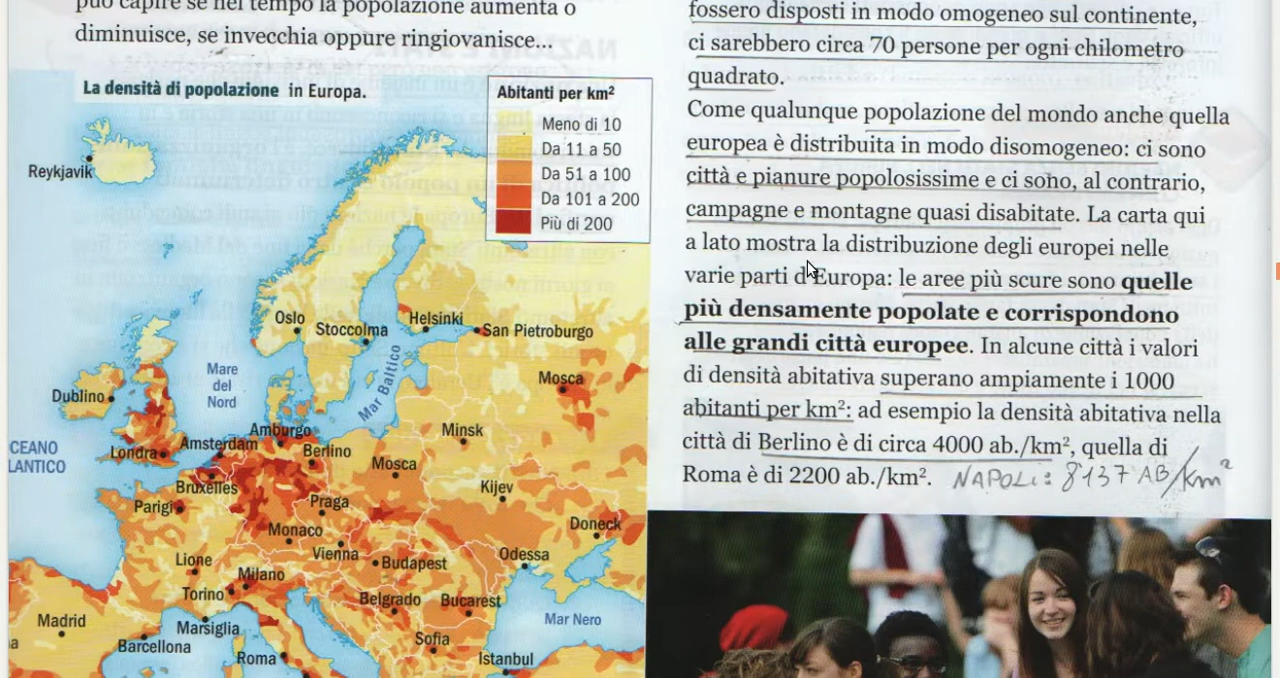 può capire se nel tempo la popolazione aumenta o
diminuisce, se invecchia oppure ringiovanisce...
La densità di popolazione in Europa.
Abitanti per km²
Meno di 10
Da 11 a 50
Da 51 a 100
Da 101 a 200
Più di 200
Reykjavik
Oslo
Stoccolma
Helsinki
San Pietroburgo
Mare
del
Nord
Mar Baltico
Mosca
Dublino
Minsk
CEANO
LANTICO
Londra
Amsterdam
Amburgo
Berlino
Mosca
Bruxelles
Kijev
Parigi
Praga
Monaco
Doneck
Vienna
Odessa
Lione
Budapest
Milano
Torino
Belgrado
Bucarest
Madrid
Marsiglia
Mar Nero
a
Barcellona
Sofia
Roma
Istanbul
fossero disposti in modo omogeneo sul continente,
ci sarebbero circa 70 persone per ogni chilometro
quadrato.
Come qualunque popolazione del mondo anche quella
europea è distribuita in modo disomogeneo: ci sono
città e pianure popolosissime e ci sono, al contrario,
campagne e montagne quasi disabitate. La carta qui
a lato mostra la distribuzione degli europei nelle
varie parti d'Europa: le aree più scure sono quelle
più densamente popolate e corrispondono
alle grandi città europee. In alcune città i valori
di densità abitativa superano ampiamente i 1000
abitanti per km²: ad esempio la densità abitativa nella
città di Berlino è di circa 4000 ab./km², quella di
Roma è di 2200 ab./km². NAPOLI: 8137 AB/km²